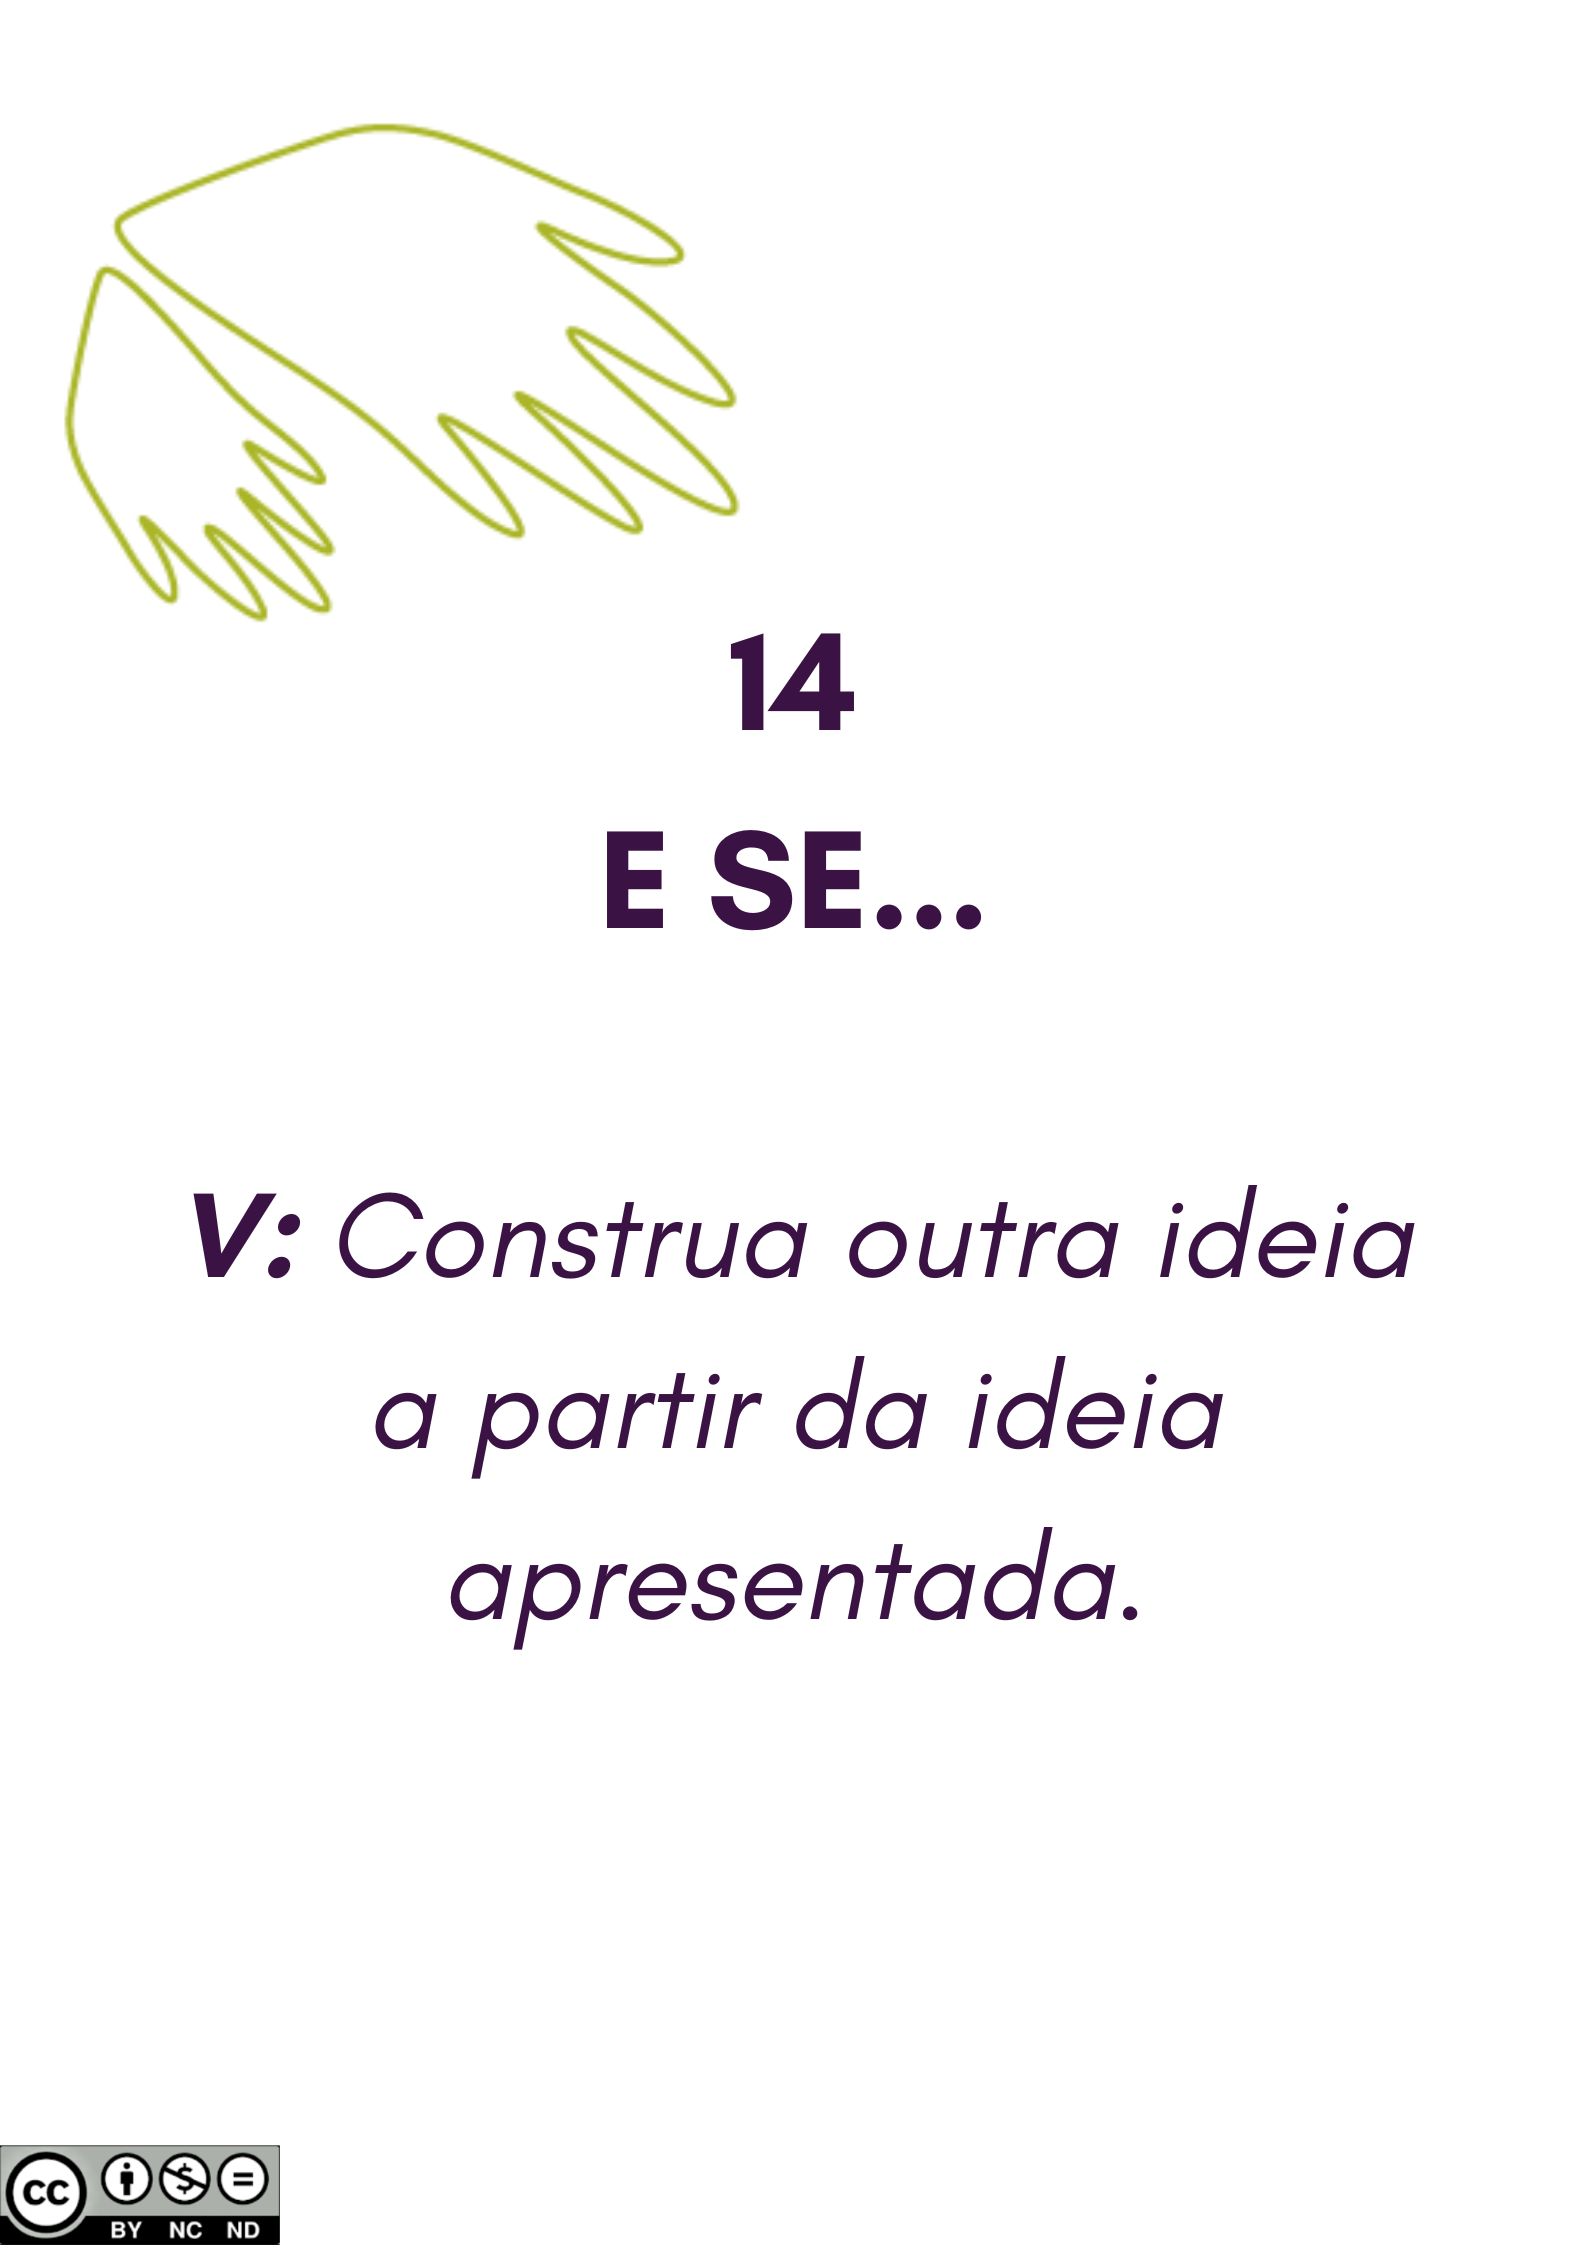 14
E SE...
V: Construa outra ideia
a partir da ideia
apresentada.
cc
BY NC ND